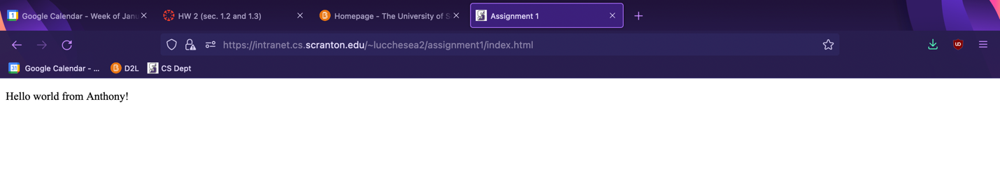 Google Calendar - Week of Janu
HW 2 (sec. 1.2 and 1.3)
Homepage - The University of S
Assignment 1
https://intranet.cs.scranton.edu/~lucchesea2/assignment1/index.html
Google Calendar - ...
D2L
CS Dept
Hello world from Anthony!